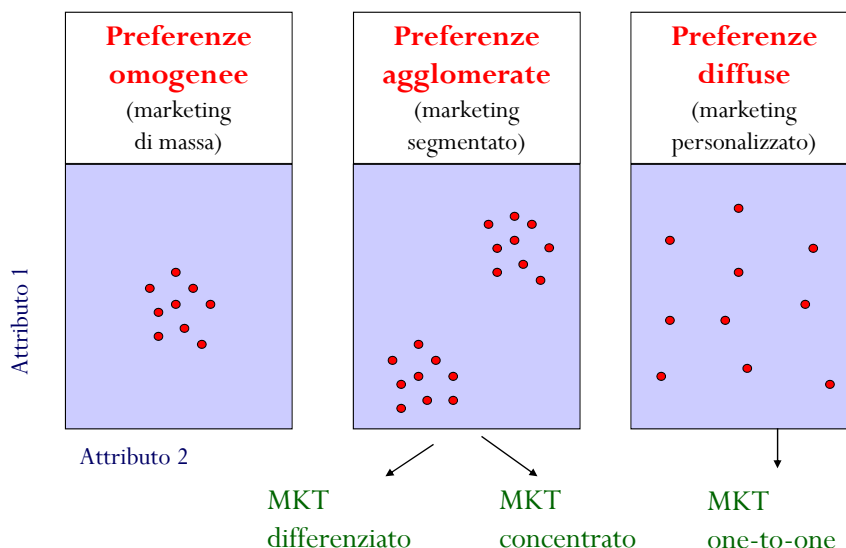 Preferenze
omogenee
(marketing
di massa)
Preferenze
agglomerate
(marketing
segmentato)
Preferenze
diffuse
(marketing
personalizzato)
Attributo 1
Attributo 2
MKT
differenziato
MKT
concentrato
MKT
one-to-one